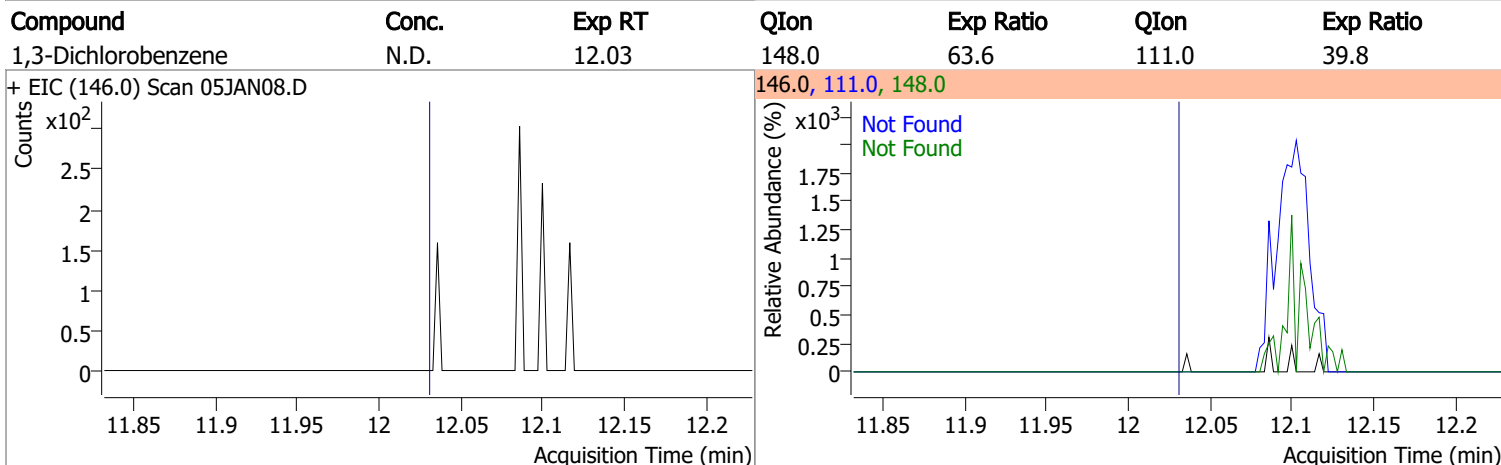 Compound Conc. Exp RT QIon Exp Ratio QIon Exp Ratio
1,3-Dichlorobenzene N.D. 12.03 148.0 63.6 111.0 39.8
+ EIC (146.0) Scan 05JAN08.D
Counts
x10²
2.5
2
1.5
1
0.5
0
11.85 11.9 11.95 12 12.05 12.1 12.15 12.2
Acquisition Time (min)
146.0, 111.0, 148.0
Relative Abundance (%)
x10³
Not Found
Not Found
1.75
1.5
1.25
1
0.75
0.5
0.25
0
11.85 11.9 11.95 12 12.05 12.1 12.15 12.2
Acquisition Time (min)